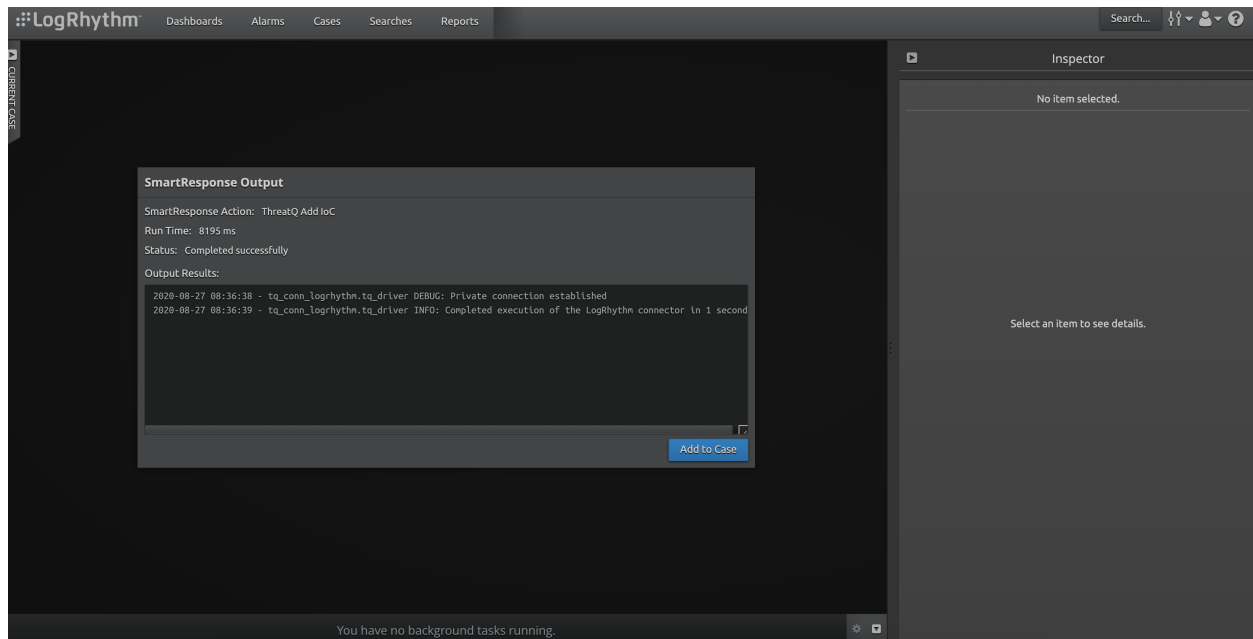 LogRhythm
Dashboards Alarms Cases Searches Reports
Search...
CURRENT CASE
Inspector
No item selected.
Select an item to see details.
SmartResponse Output
SmartResponse Action: ThreatQ Add IoC
Run Time: 8195 ms
Status: Completed successfully
Output Results:
2020-08-27 08:36:38 - tq_conn_logrhythm.tq_driver DEBUG: Private connection established
2020-08-27 08:36:39 - tq_conn_logrhythm.tq_driver INFO: Completed execution of the LogRhythm connector in 1 second
Add to Case
You have no background tasks running.